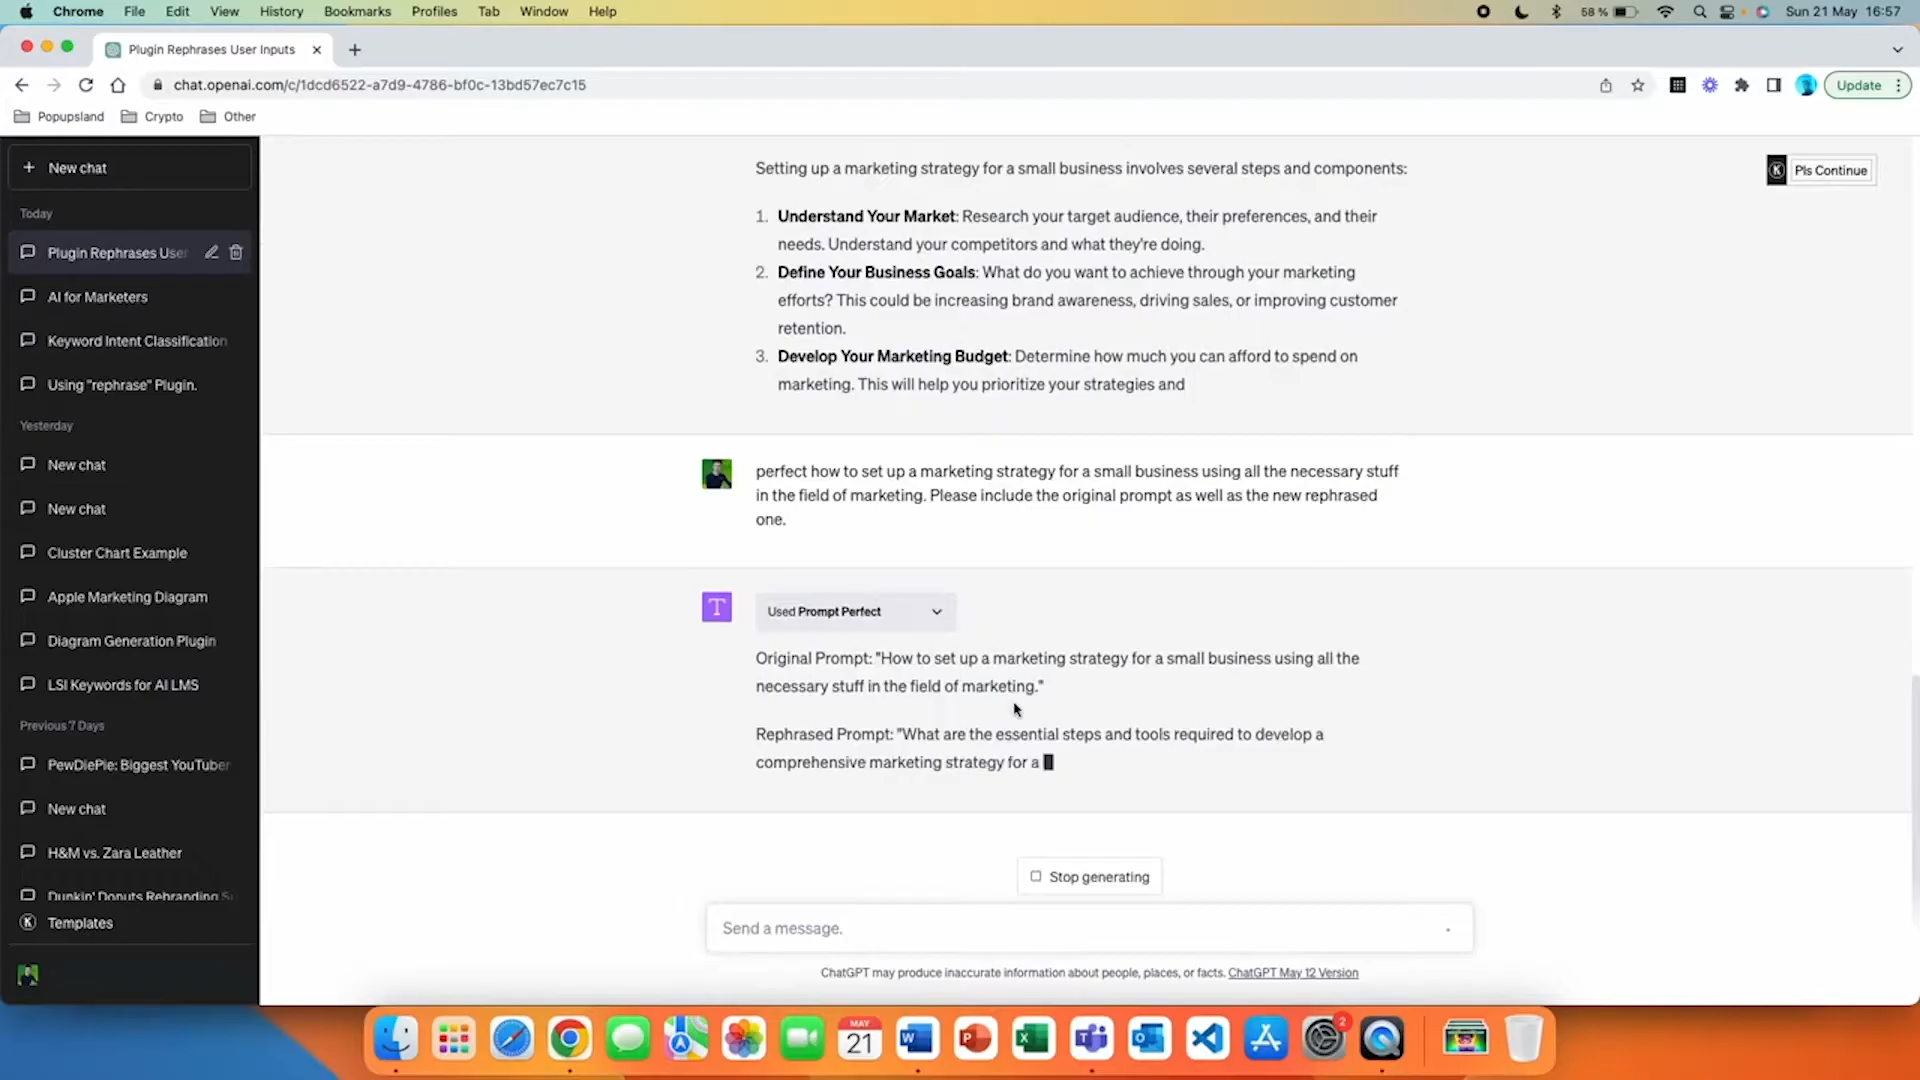 Chrome File Edit View History Bookmarks Profiles Tab Window Help 58 % Sun 21 May 16:57
Plugin Rephrases User Inputs
chat.openai.com/c/1dcd6522-a7d9-4786-bf0c-13bd57ec7c15
Update
Popupsland Crypto Other
New chat
Today
Plugin Rephrases User
AI for Marketers
Keyword Intent Classification
Using "rephrase" Plugin.
Yesterday
New chat
New chat
Cluster Chart Example
Apple Marketing Diagram
Diagram Generation Plugin
LSI Keywords for AI LMS
Previous 7 Days
PewDiePie: Biggest YouTuber
New chat
H&M vs. Zara Leather
Dunkin' Donuts Rebranding S
K Templates
Setting up a marketing strategy for a small business involves several steps and components:
K Pls Continue
1. Understand Your Market: Research your target audience, their preferences, and their
needs. Understand your competitors and what they're doing.
2. Define Your Business Goals: What do you want to achieve through your marketing
efforts? This could be increasing brand awareness, driving sales, or improving customer
retention.
3. Develop Your Marketing Budget: Determine how much you can afford to spend on
marketing. This will help you prioritize your strategies and
perfect how to set up a marketing strategy for a small business using all the necessary stuff
in the field of marketing. Please include the original prompt as well as the new rephrased
one.
T
Used Prompt Perfect
Original Prompt: "How to set up a marketing strategy for a small business using all the
necessary stuff in the field of marketing."
Rephrased Prompt: "What are the essential steps and tools required to develop a
comprehensive marketing strategy for a
Stop generating
Send a message.
ChatGPT may produce inaccurate information about people, places, or facts. ChatGPT May 12 Version
MAY
21
W
P
X
T
O
2